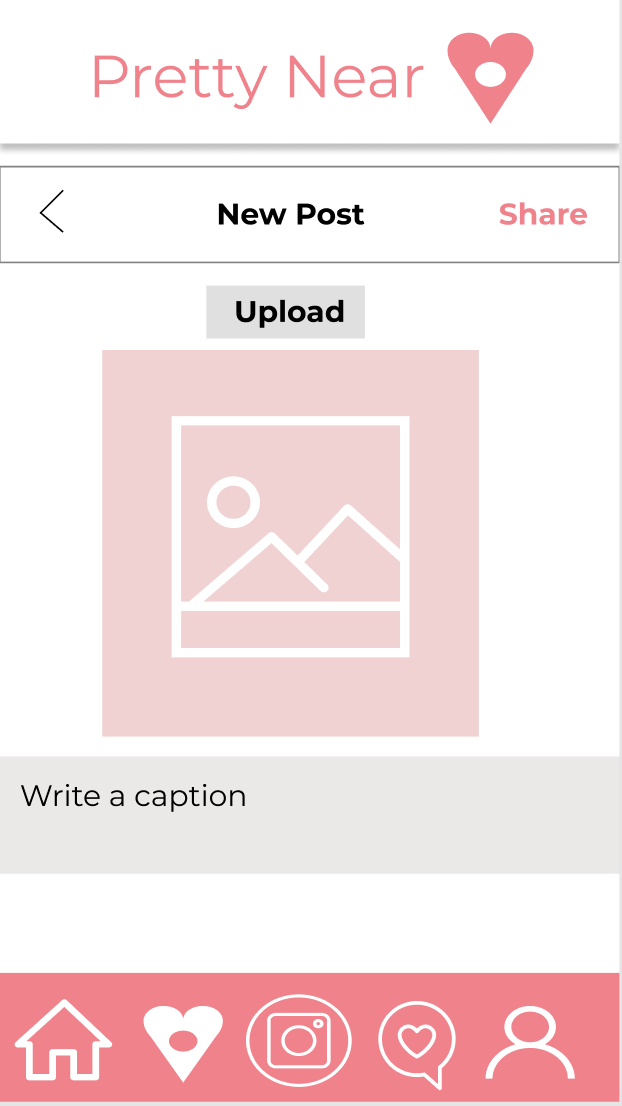 Pretty Near
New Post
Share
Upload
Write a caption